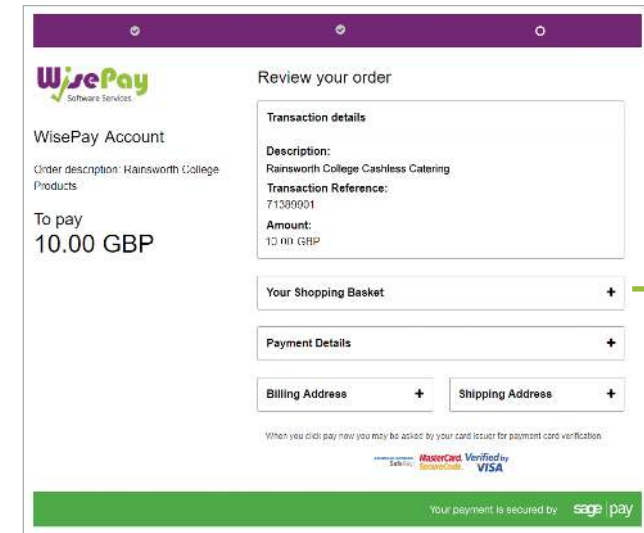 WisePay
Software Services
WisePay Account
Order description: Rainsworth College
Products
To pay
10.00 GBP
Review your order
Transaction details
Description:
Rainsworth College Cashless Catering
Transaction Reference:
71389901
Amount:
10.00 GBP
Your Shopping Basket +
Payment Details +
Billing Address +
Shipping Address +
When you click pay now you may be asked by your card issuer for payment card verification
AMERICAN EXPRESS
SafeKey
MasterCard.
SecureCode.
Verified by
VISA
Your payment is secured by sage pay